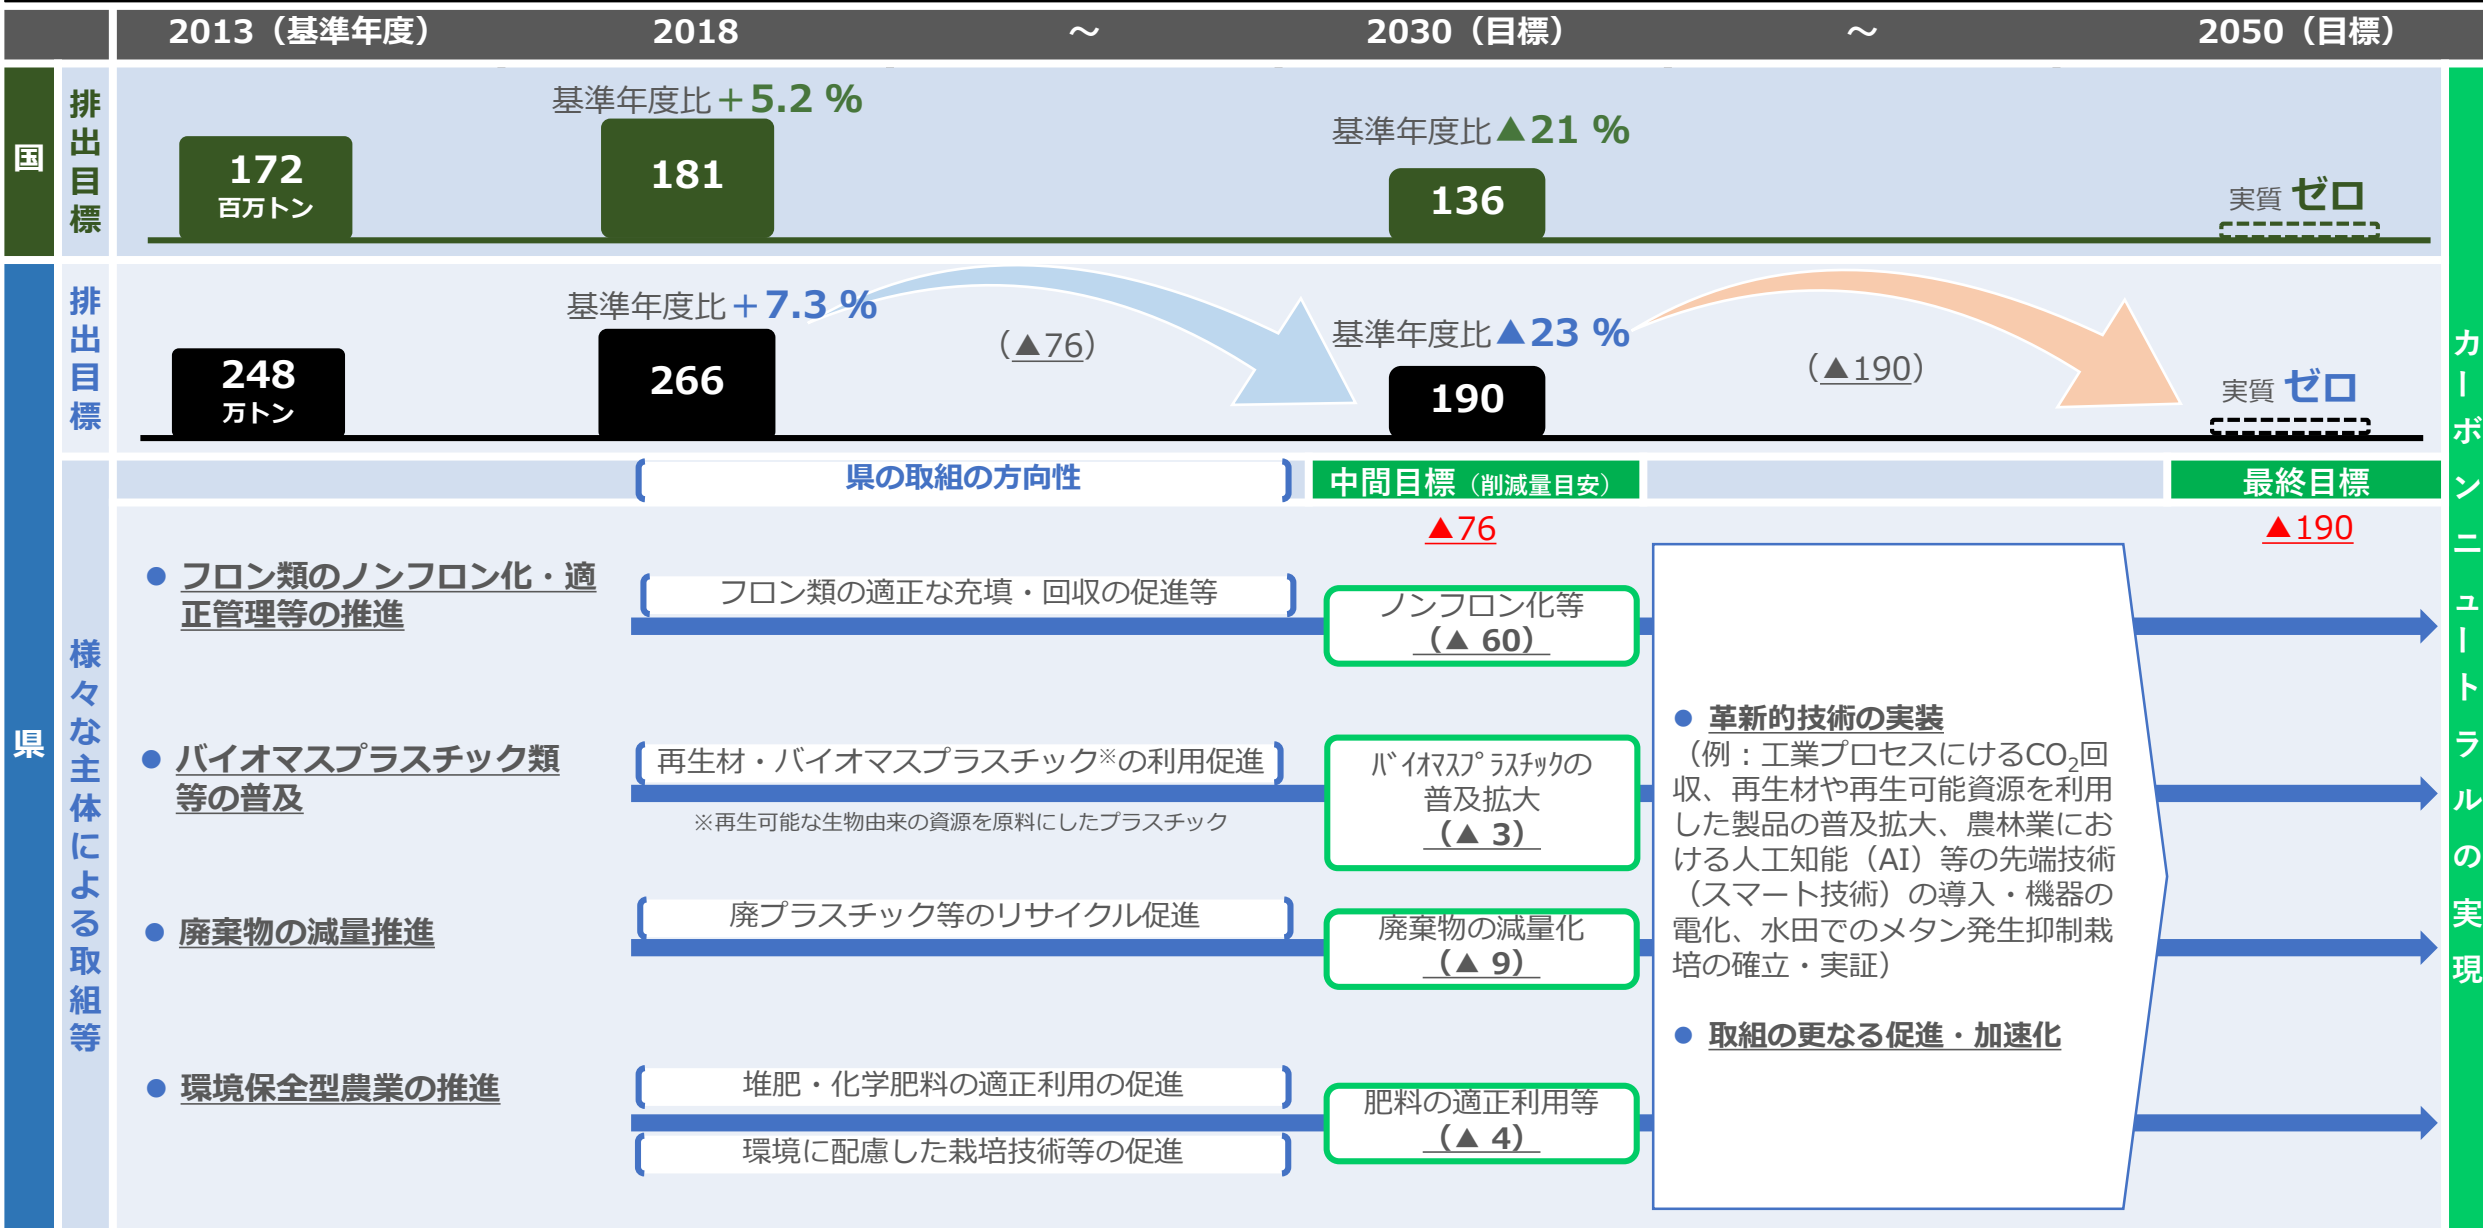 2013（基準年度） 2018 ～ 2030（目標） ～ 2050（目標）
国
排出目標
基準年度比＋5.2 %
基準年度比▲21 %
172
百万トン
181
136
実質 ゼロ
県
排出目標
基準年度比＋7.3 %
（▲76）
基準年度比▲23 %
（▲190）
248
万トン
266
190
実質 ゼロ
県の取組の方向性
中間目標（削減量目安）
最終目標
▲76
▲190
様々な主体による取組等
● フロン類のノンフロン化・適
正管理等の推進
フロン類の適正な充填・回収の促進等
ノンフロン化等
（▲ 60）
● バイオマスプラスチック類
等の普及
再生材・バイオマスプラスチック※の利用促進
※再生可能な生物由来の資源を原料にしたプラスチック
ﾊﾞｲｵﾏｽﾌﾟﾗｽﾁｯｸの
普及拡大
（▲ 3）
● 廃棄物の減量推進
廃プラスチック等のリサイクル促進
廃棄物の減量化
（▲ 9）
● 環境保全型農業の推進
堆肥・化学肥料の適正利用の促進
環境に配慮した栽培技術等の促進
肥料の適正利用等
（▲ 4）
● 革新的技術の実装
（例：工業プロセスにけるCO₂回
収、再生材や再生可能資源を利用
した製品の普及拡大、農林業にお
ける人工知能（AI）等の先端技術
（スマート技術）の導入・機器の
電化、水田でのメタン発生抑制栽
培の確立・実証）
● 取組の更なる促進・加速化
カーボンニュートラルの実現